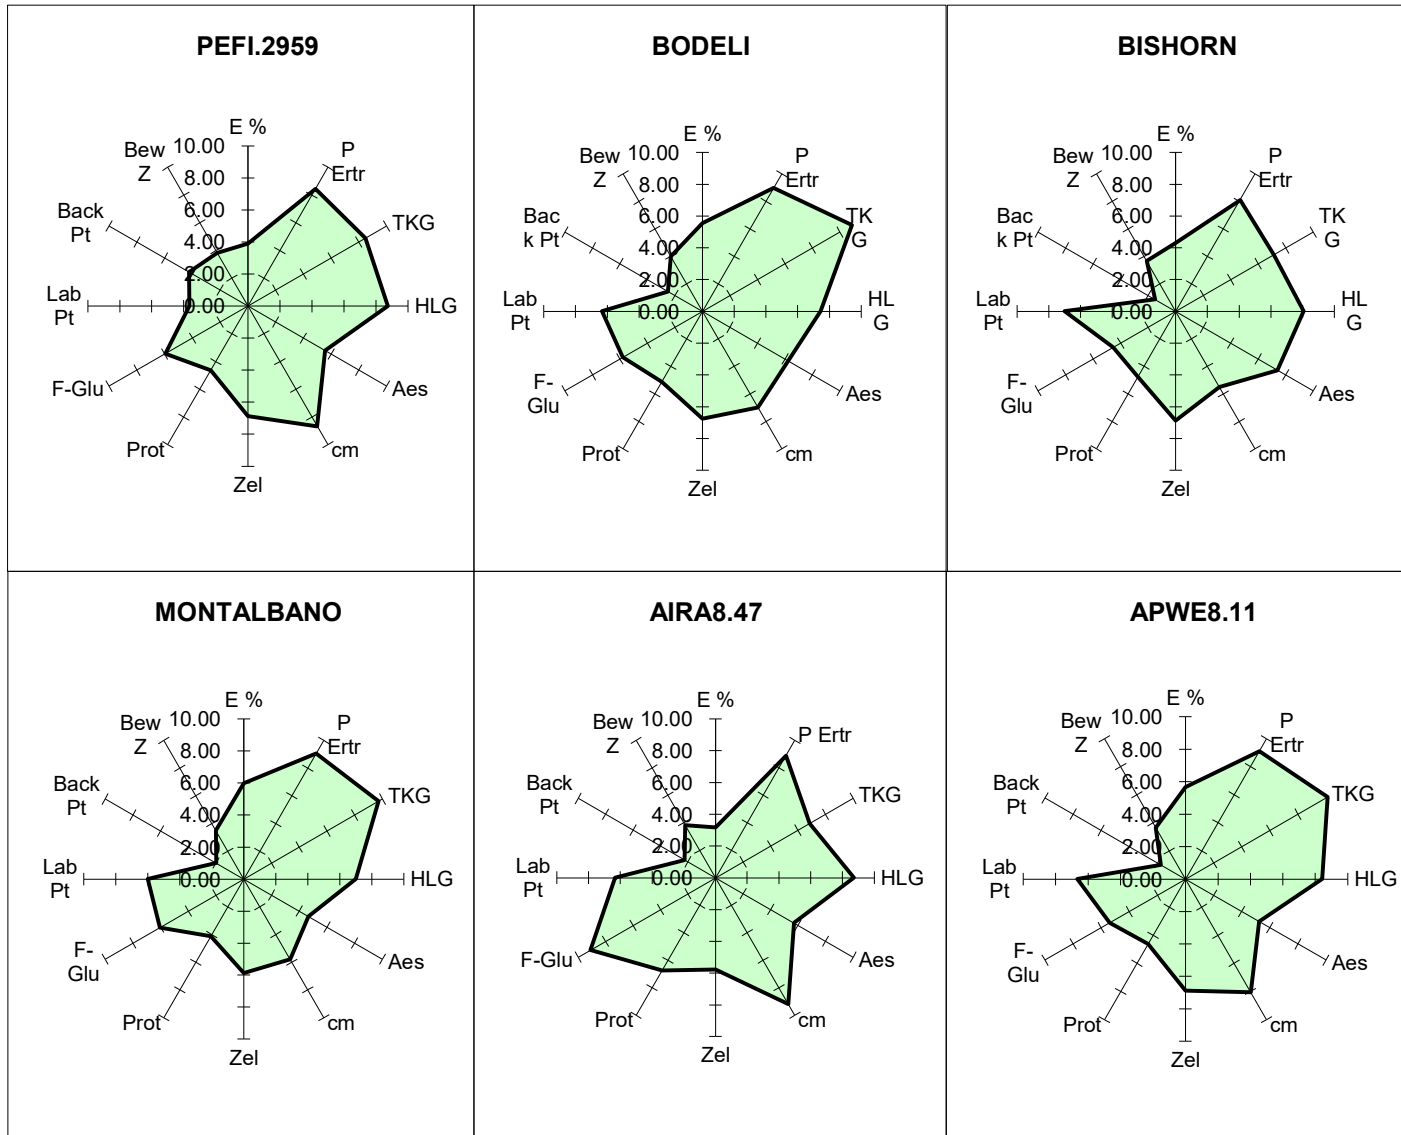 PEFI.2959
E %
P
Ertr
TKG
HLG
Aes
cm
Zel
Prot
F-Glu
Lab
Pt
Back
Pt
Bew
Z
10.00
8.00
6.00
4.00
2.00
0.00
BODELI
E %
P
Ertr
TK
G
HL
G
Aes
cm
Zel
Prot
F-
Glu
Lab
Pt
Bac
k Pt
Bew
Z
10.00
8.00
6.00
4.00
2.00
0.00
BISHORN
E %
P
Ertr
TK
G
HL
G
Aes
cm
Zel
Prot
F-
Glu
Lab
Pt
Bac
k Pt
Bew
Z
10.00
8.00
6.00
4.00
2.00
0.00
MONTALBANO
E %
P
Ertr
TKG
HLG
Aes
cm
Zel
Prot
F-
Glu
Lab
Pt
Back
Pt
Bew
Z
10.00
8.00
6.00
4.00
2.00
0.00
AIRA8.47
E %
P Ertr
TKG
HLG
Aes
cm
Zel
Prot
F-Glu
Lab
Pt
Back
Pt
Bew
Z
10.00
8.00
6.00
4.00
2.00
0.00
APWE8.11
E %
P
Ertr
TKG
HLG
Aes
cm
Zel
Prot
F-
Glu
Lab
Pt
Back
Pt
Bew
Z
10.00
8.00
6.00
4.00
2.00
0.00